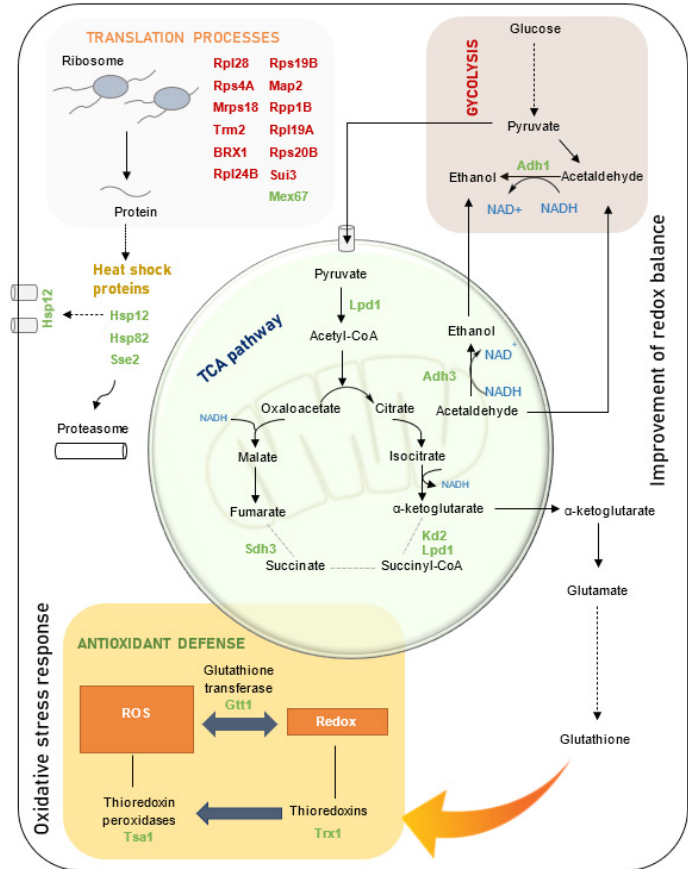 TRANSLATION PROCESSES
Ribosome
Rpl28
Rps4A
Mrps18
Trm2
BRX1
Rpl24B
Rps19B
Map2
Rpp1B
Rpl19A
Rps20B
Sui3
Mex67
Protein
Heat shock
proteins
Hsp12
Hsp82
Sse2
Hsp12
Proteasome
GYCOLYSIS
Glucose
Pyruvate
Adh1
Ethanol
Acetaldehyde
NAD+
NADH
Improvement of redox balance
TCA pathway
Pyruvate
Lpd1
Acetyl-CoA
Oxaloacetate
Citrate
NADH
Malate
Isocitrate
NADH
Fumarate
α-ketoglutarate
Sdh3
Kd2
Lpd1
Succinate
Succinyl-CoA
Ethanol
NAD+
Adh3
NADH
Acetaldehyde
α-ketoglutarate
Glutamate
Glutathione
Oxidative stress response
ANTIOXIDANT DEFENSE
Glutathione
transferase
Gtt1
ROS
Redox
Thioredoxin
peroxidases
Tsa1
Thioredoxins
Trx1